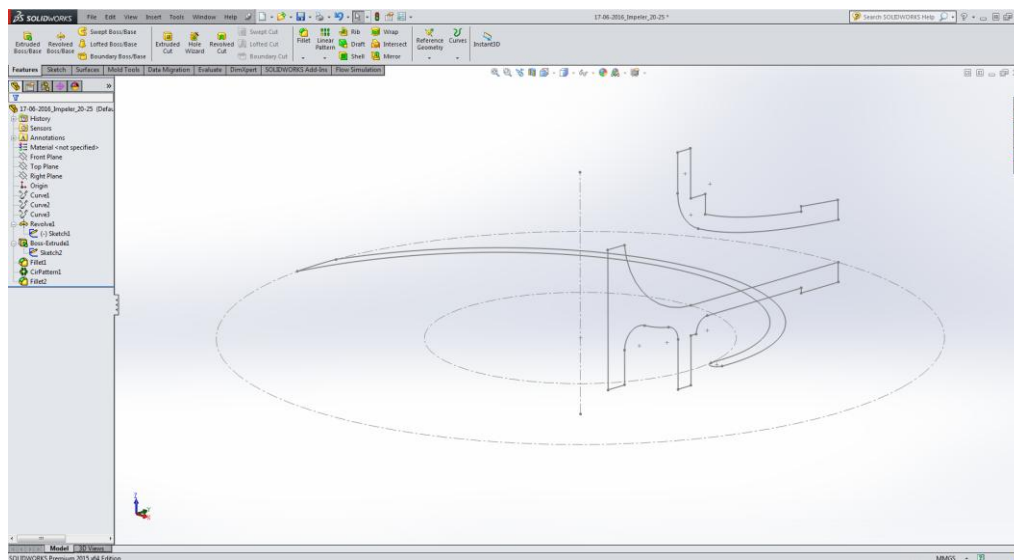 SOLIDWORKS File Edit View Insert Tools Window Help 17-06-2016_Impeler_20-25 * Search SOLIDWORKS Help
Extruded Boss/Base
Revolved Boss/Base
Swept Boss/Base
Lofted Boss/Base
Boundary Boss/Base
Extruded Cut
Hole Wizard
Revolved Cut
Swept Cut
Lofted Cut
Boundary Cut
Fillet
Linear Pattern
Rib
Draft
Shell
Wrap
Intersect
Mirror
Reference Geometry
Curves
Instant3D
Features Sketch Surfaces Mold Tools Data Migration Evaluate DimXpert SOLIDWORKS Add-Ins Flow Simulation
17-06-2016_Impeler_20-25 (Defau
History
Sensors
Annotations
Material <not specified>
Front Plane
Top Plane
Right Plane
Origin
Curve1
Curve2
Curve3
Revolve1
(-) Sketch1
Boss-Extrude1
Sketch2
Fillet1
CirPattern1
Fillet2
Model 3D Views
SOLIDWORKS Premium 2015 x64 Edition MMGS